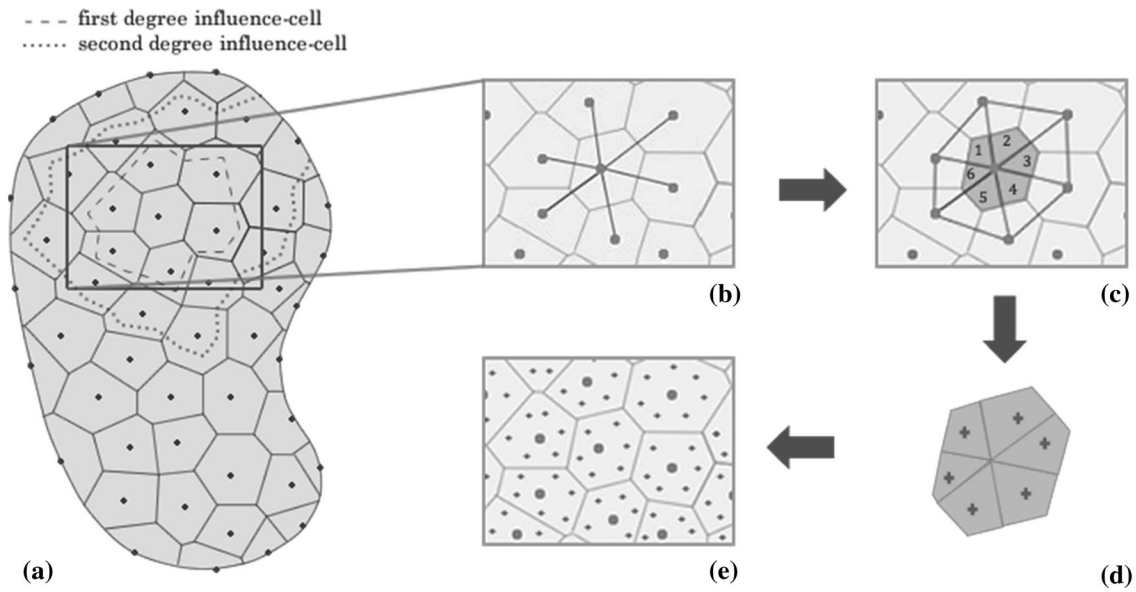 first degree influence-cell
second degree influence-cell
(a)
(b)
1 2 3 4 5 6
(c)
(d)
(e)